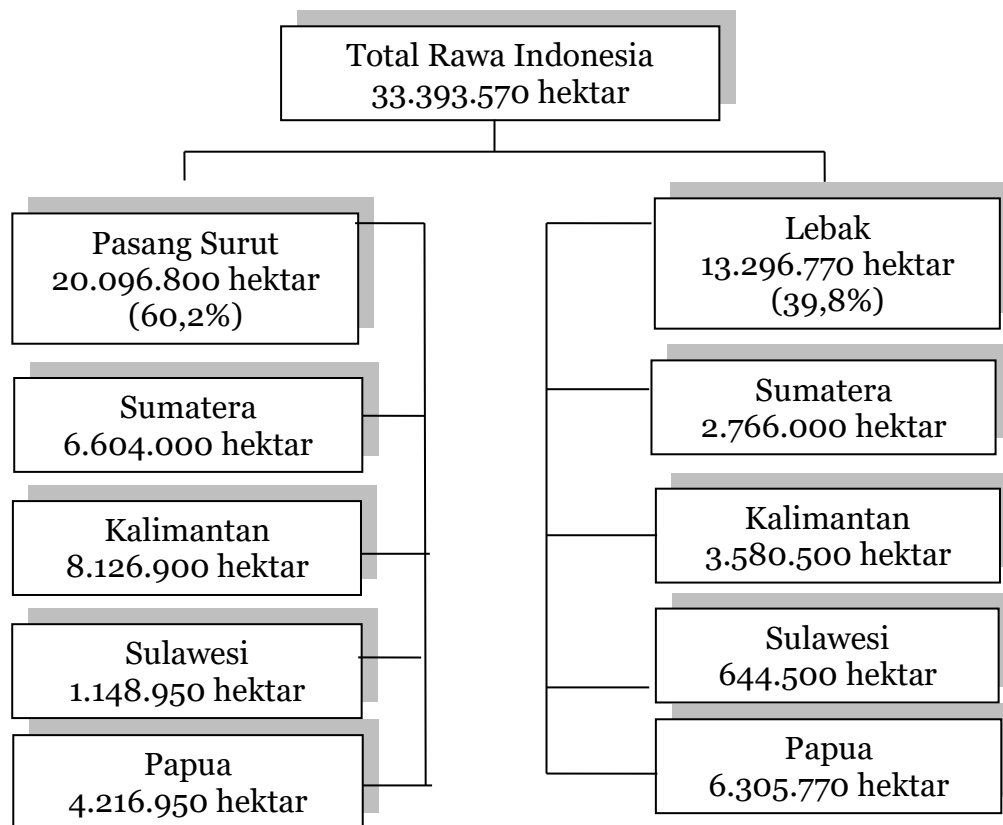 Total Rawa Indonesia
33.393.570 hektar
Pasang Surut
20.096.800 hektar
(60,2%)
Sumatera
6.604.000 hektar
Kalimantan
8.126.900 hektar
Sulawesi
1.148.950 hektar
Papua
4.216.950 hektar
Lebak
13.296.770 hektar
(39,8%)
Sumatera
2.766.000 hektar
Kalimantan
3.580.500 hektar
Sulawesi
644.500 hektar
Papua
6.305.770 hektar